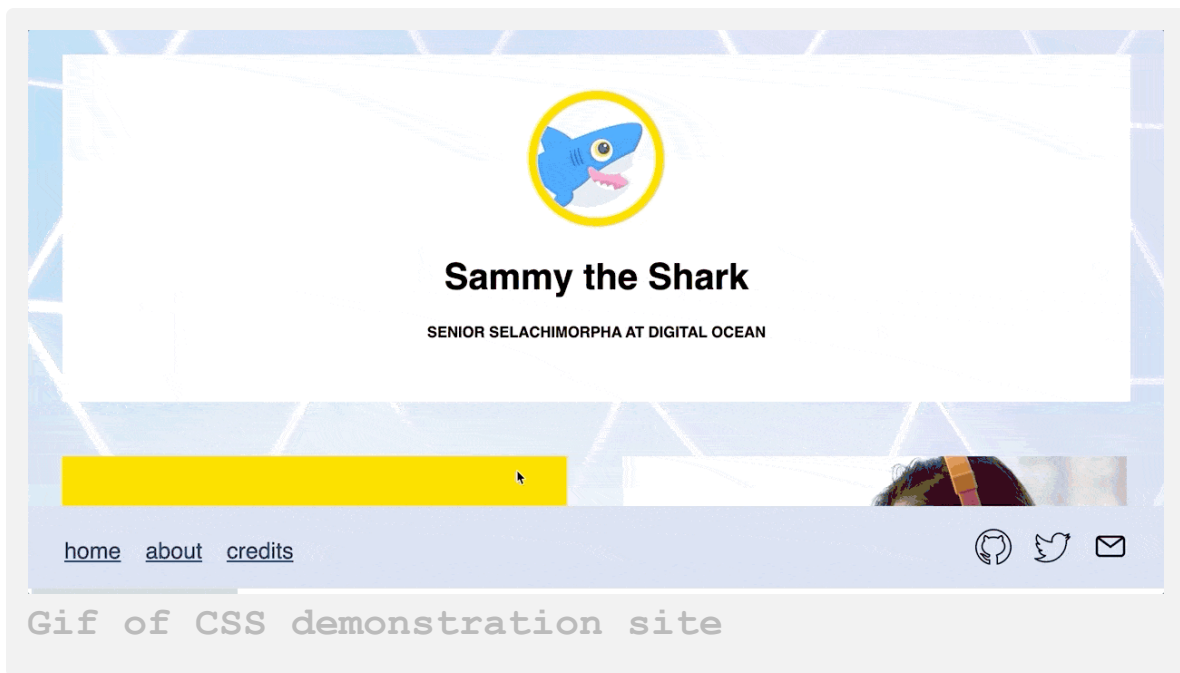 Sammy the Shark
SENIOR SELACHIMORPHA AT DIGITAL OCEAN
home about credits
Gif of CSS demonstration site